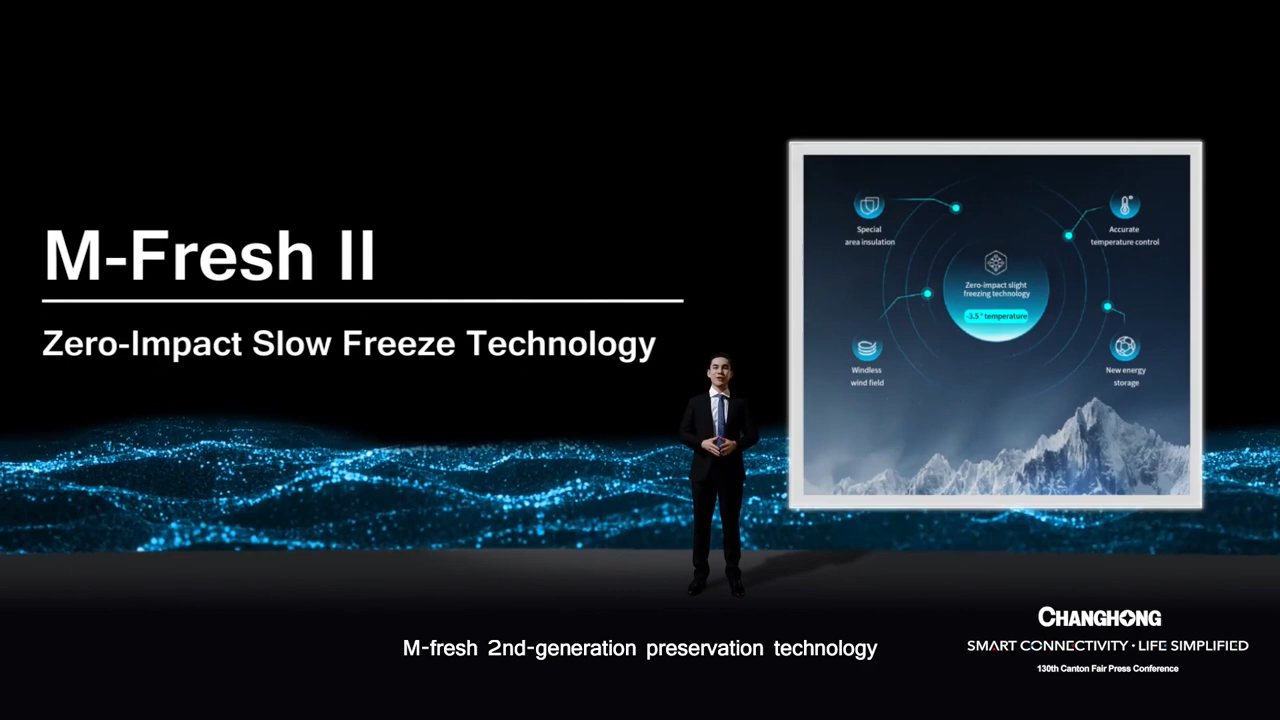 M-Fresh II
Zero-Impact Slow Freeze Technology
Special
area insulation
Accurate
temperature control
Zero-impact slight
freezing technology
-3.5° temperature
Windless
wind field
New energy
storage
M-fresh 2nd-generation preservation technology
CHANGHONG
SMART CONNECTIVITY · LIFE SIMPLIFIED
130th Canton Fair Press Conference